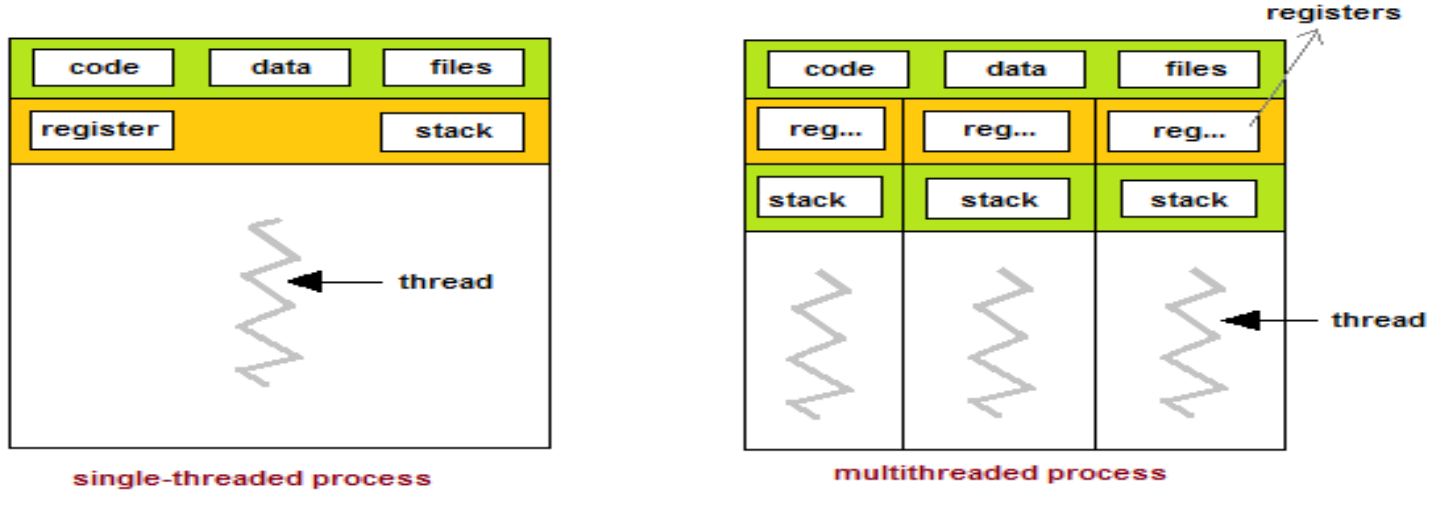 registers
code data files
register stack
thread
single-threaded process
code data files
reg... reg... reg...
stack stack stack
thread
multithreaded process